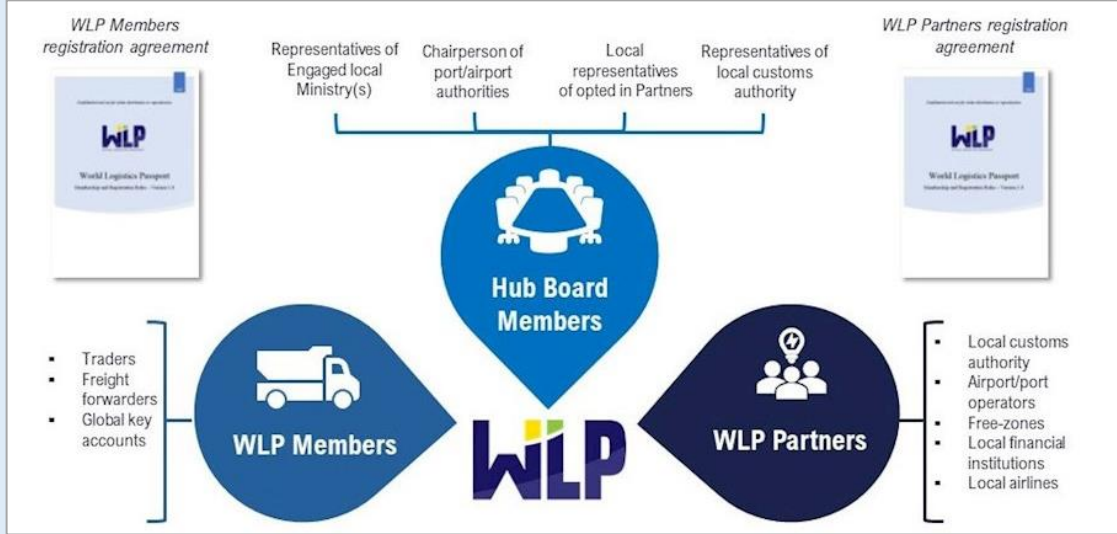 WLP Members
registration agreement
Representatives of
Engaged local
Ministry(s)
Chairperson of
port/airport
authorities
Local
representatives
of opted in Partners
Representatives of
local customs
authority
WLP Partners registration
agreement
WLP
World Logistics Passport
WLP
World Logistics Passport
Hub Board
Members
▪ Traders
▪ Freight
forwarders
▪ Global key
accounts
WLP Members
WLP
WLP Partners
▪ Local customs
authority
▪ Airport/port
operators
▪ Free-zones
▪ Local financial
institutions
▪ Local airlines